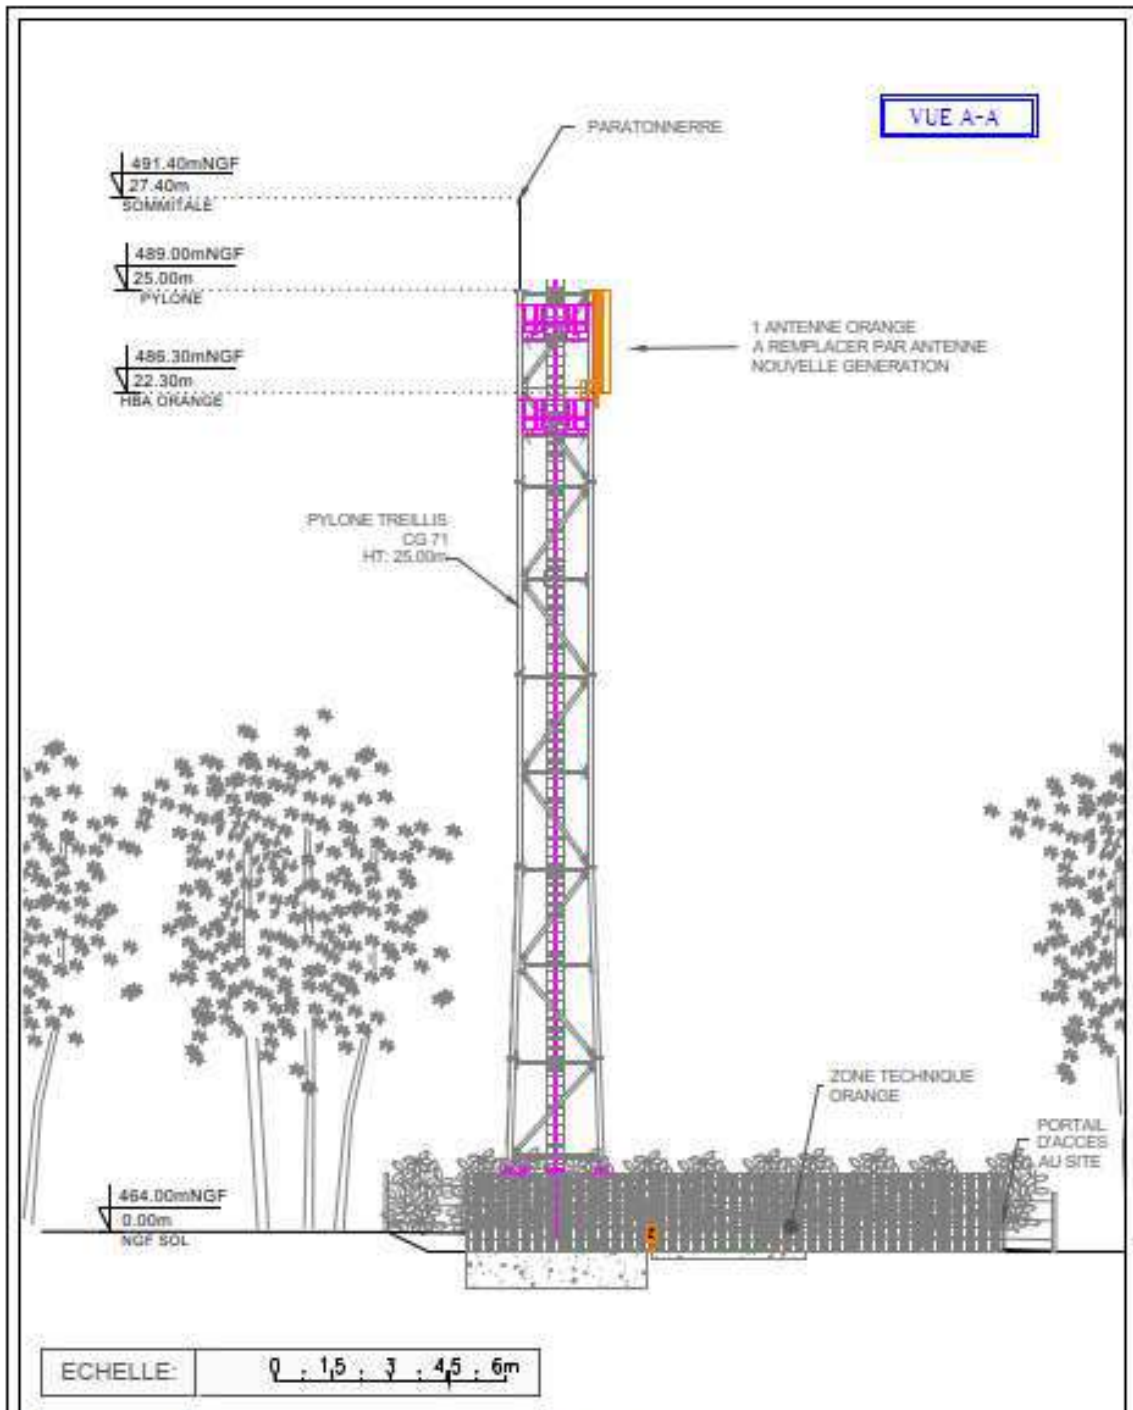 VUE A-A
PARATONNERRE
491.40mNGF
27.40m
SOMMITALE
489.00mNGF
25.00m
PYLONE
1 ANTENNE ORANGE
A REMPLACER PAR ANTENNE
NOUVELLE GENERATION
486.30mNGF
22.30m
HBA ORANGE
PYLONE TREILLIS
CG 71
HT: 25.00m
ZONE TECHNIQUE
ORANGE
PORTAIL
D'ACCES
AU SITE
464.00mNGF
0.00m
NGF SOL
ECHELLE:
0 1,5 3 4,5 6m